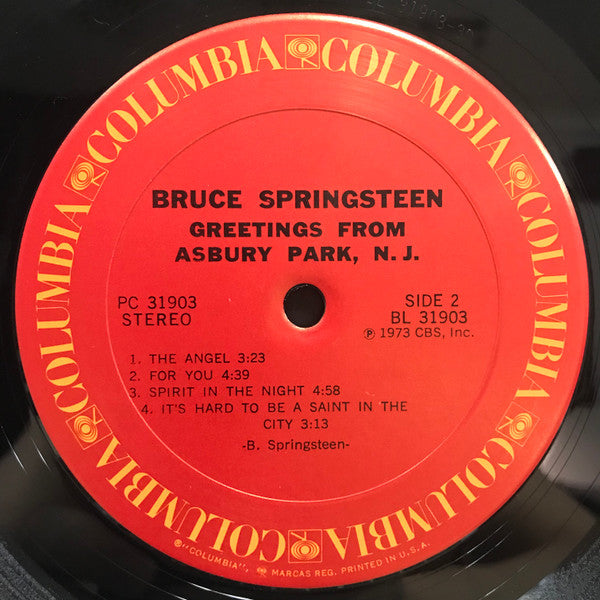 COLUMBIA COLUMBIA COLUMBIA COLUMBIA COLUMBIA COLUMBIA
BRUCE SPRINGSTEEN
GREETINGS FROM
ASBURY PARK, N.J.
PC 31903
STEREO
SIDE 2
BL 31903
Ⓟ 1973 CBS, Inc.
1. THE ANGEL 3:23
2. FOR YOU 4:39
3. SPIRIT IN THE NIGHT 4:58
4. IT'S HARD TO BE A SAINT IN THE
CITY 3:13
-B. Springsteen-
®"COLUMBIA", MARCAS REG. PRINTED IN U.S.A.